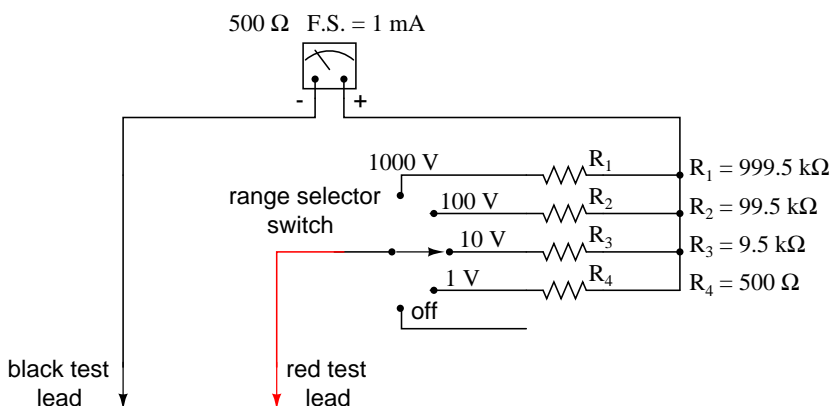 500 Ω F.S. = 1 mA
- +
1000 V R₁ R₁ = 999.5 kΩ
range selector
switch
100 V R₂ R₂ = 99.5 kΩ
10 V R₃ R₃ = 9.5 kΩ
1 V R₄ R₄ = 500 Ω
off
black test
lead
red test
lead